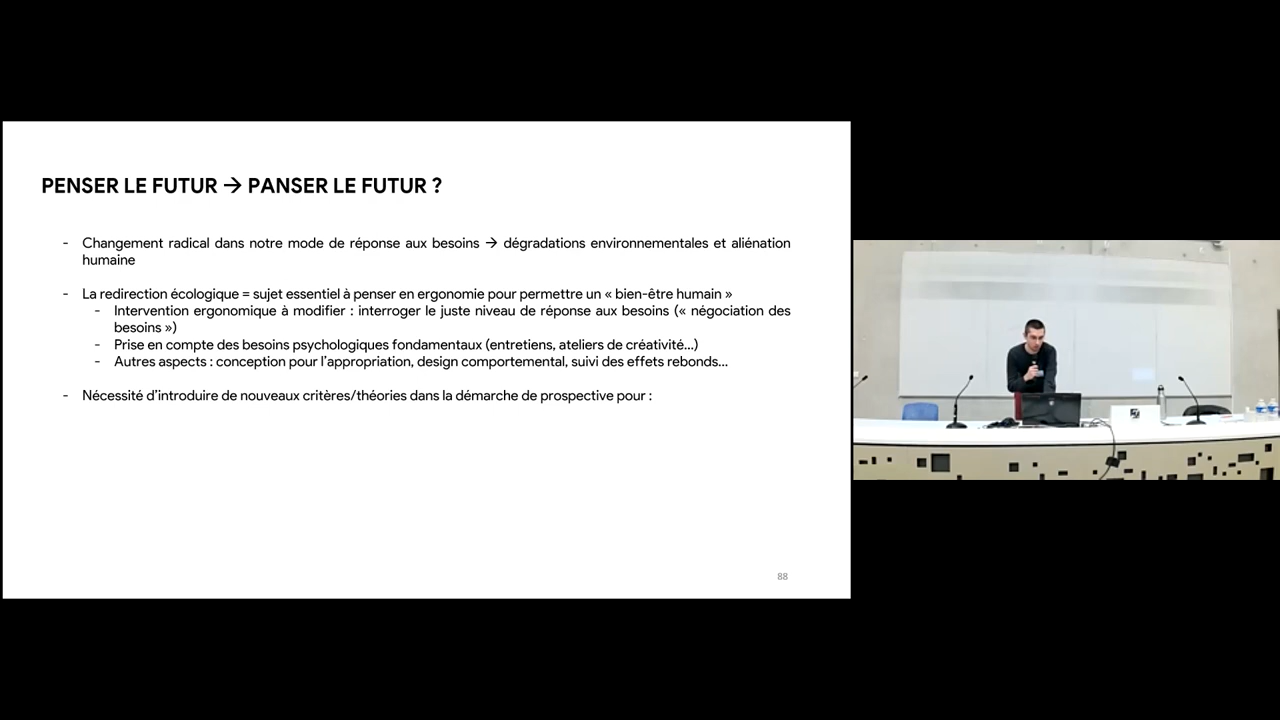 PENSER LE FUTUR → PANSER LE FUTUR ?
- Changement radical dans notre mode de réponse aux besoins → dégradations environnementales et aliénation
humaine
- La redirection écologique = sujet essentiel à penser en ergonomie pour permettre un « bien-être humain »
- Intervention ergonomique à modifier : interroger le juste niveau de réponse aux besoins (« négociation des
besoins »)
- Prise en compte des besoins psychologiques fondamentaux (entretiens, ateliers de créativité...)
- Autres aspects : conception pour l'appropriation, design comportemental, suivi des effets rebonds...
- Nécessité d'introduire de nouveaux critères/théories dans la démarche de prospective pour :
88